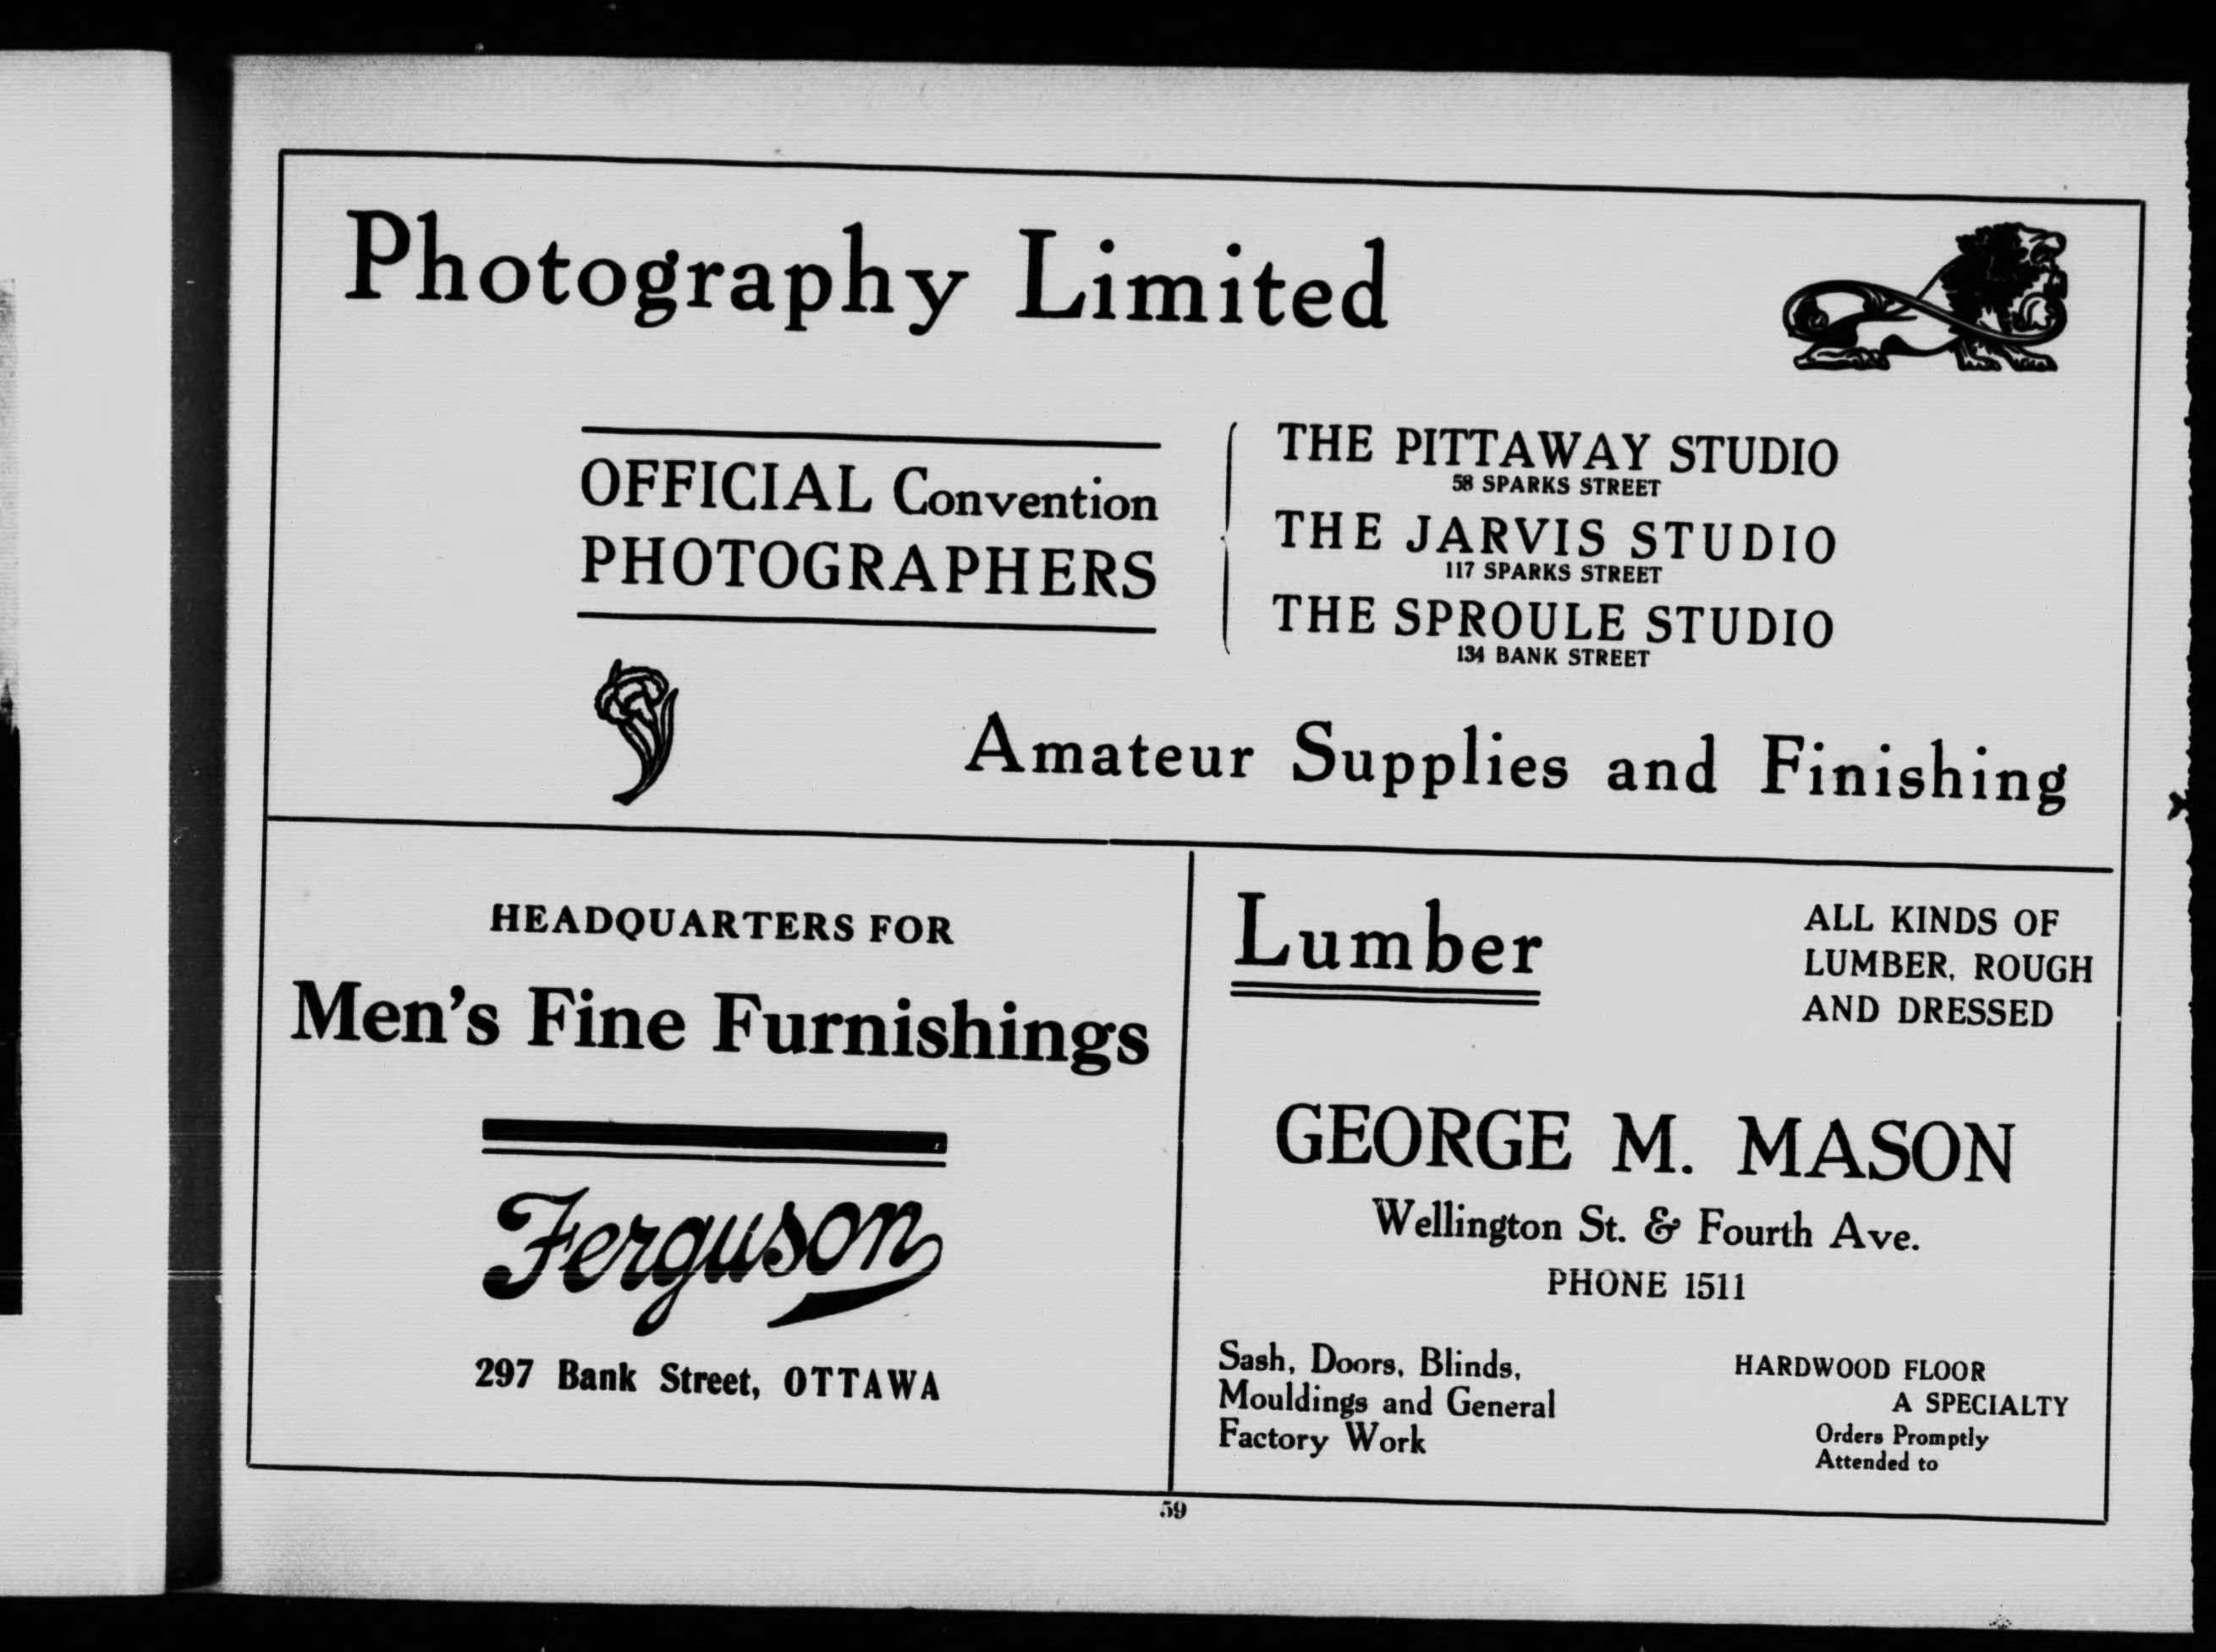 Photography Limited
OFFICIAL Convention
PHOTOGRAPHERS
THE PITTAWAY STUDIO
58 SPARKS STREET
THE JARVIS STUDIO
117 SPARKS STREET
THE SPROULE STUDIO
134 BANK STREET
Amateur Supplies and Finishing
HEADQUARTERS FOR
Men's Fine Furnishings
Ferguson
297 Bank Street, OTTAWA
Lumber
ALL KINDS OF
LUMBER, ROUGH
AND DRESSED
GEORGE M. MASON
Wellington St. & Fourth Ave.
PHONE 1511
Sash, Doors, Blinds,
Mouldings and General
Factory Work
HARDWOOD FLOOR
A SPECIALTY
Orders Promptly
Attended to
59